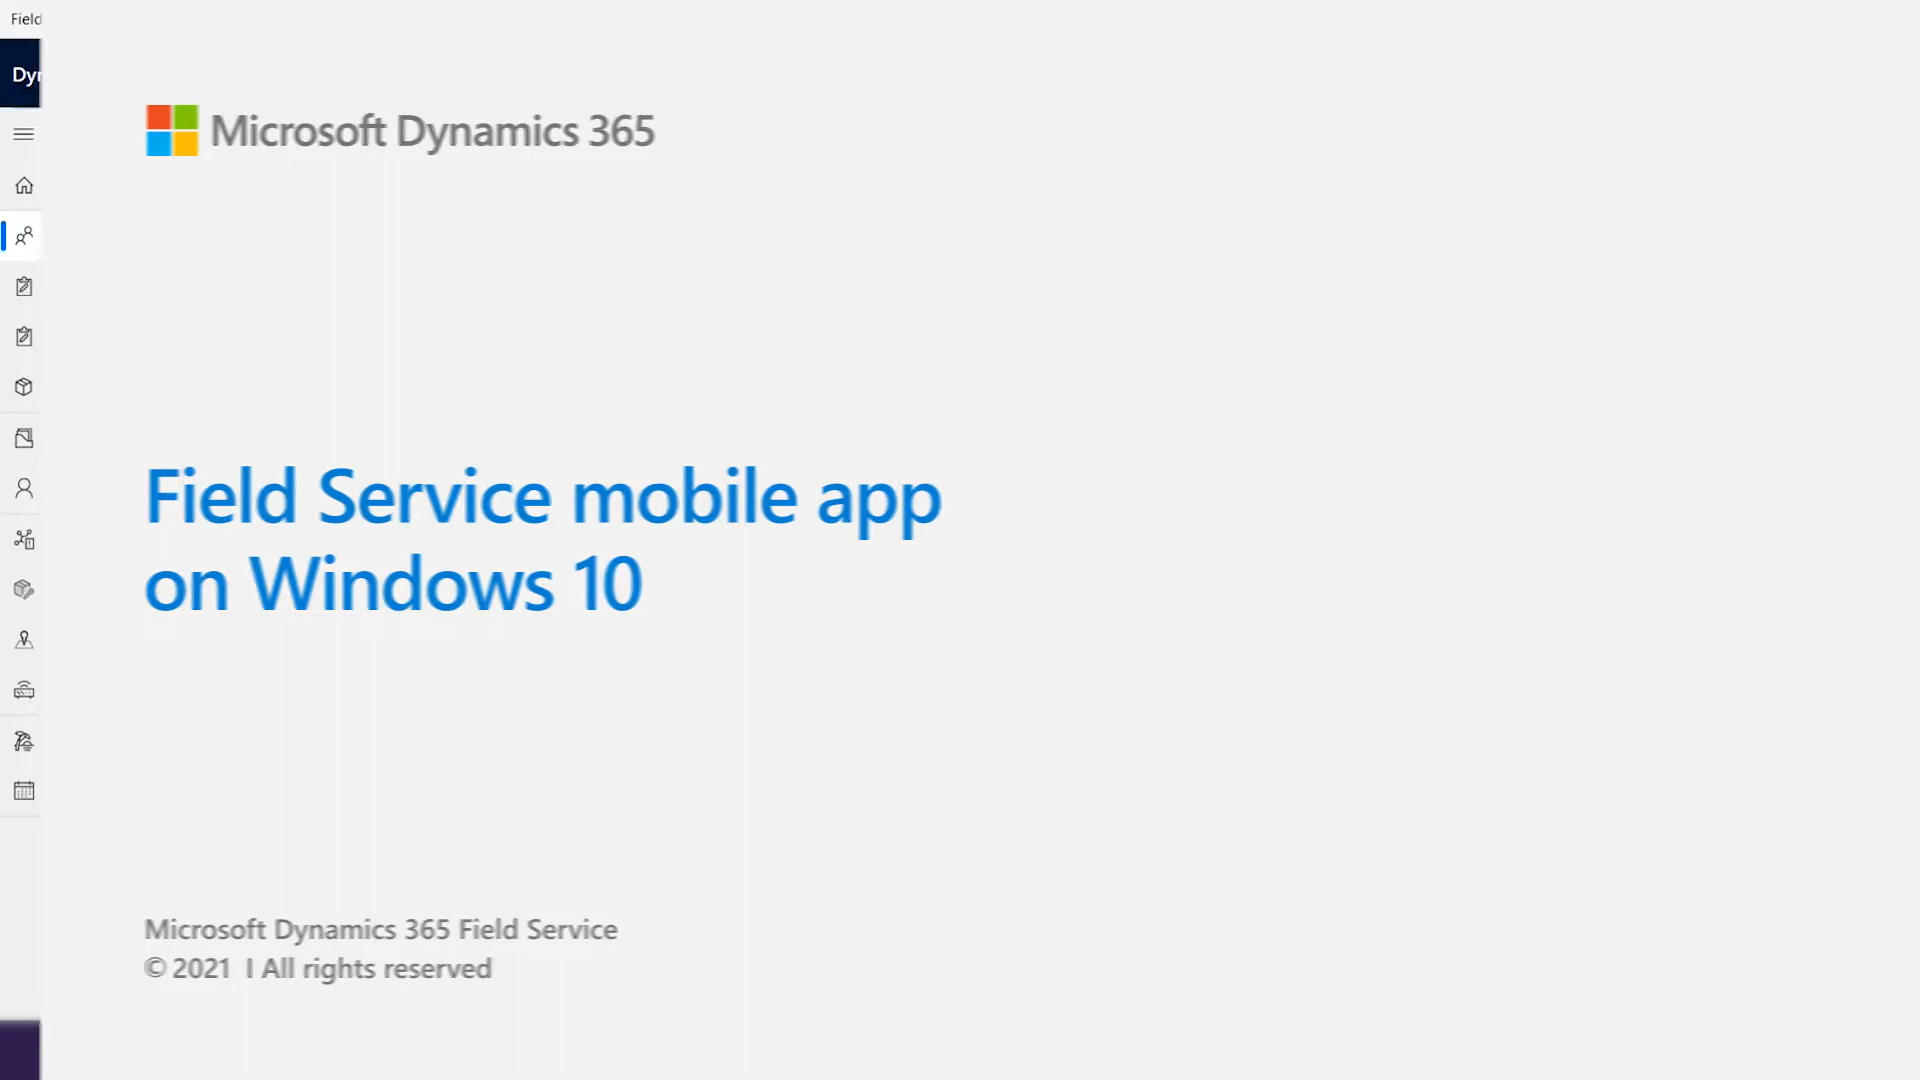 Field
Dyn
Microsoft Dynamics 365
Field Service mobile app
on Windows 10
Microsoft Dynamics 365 Field Service
© 2021 I All rights reserved